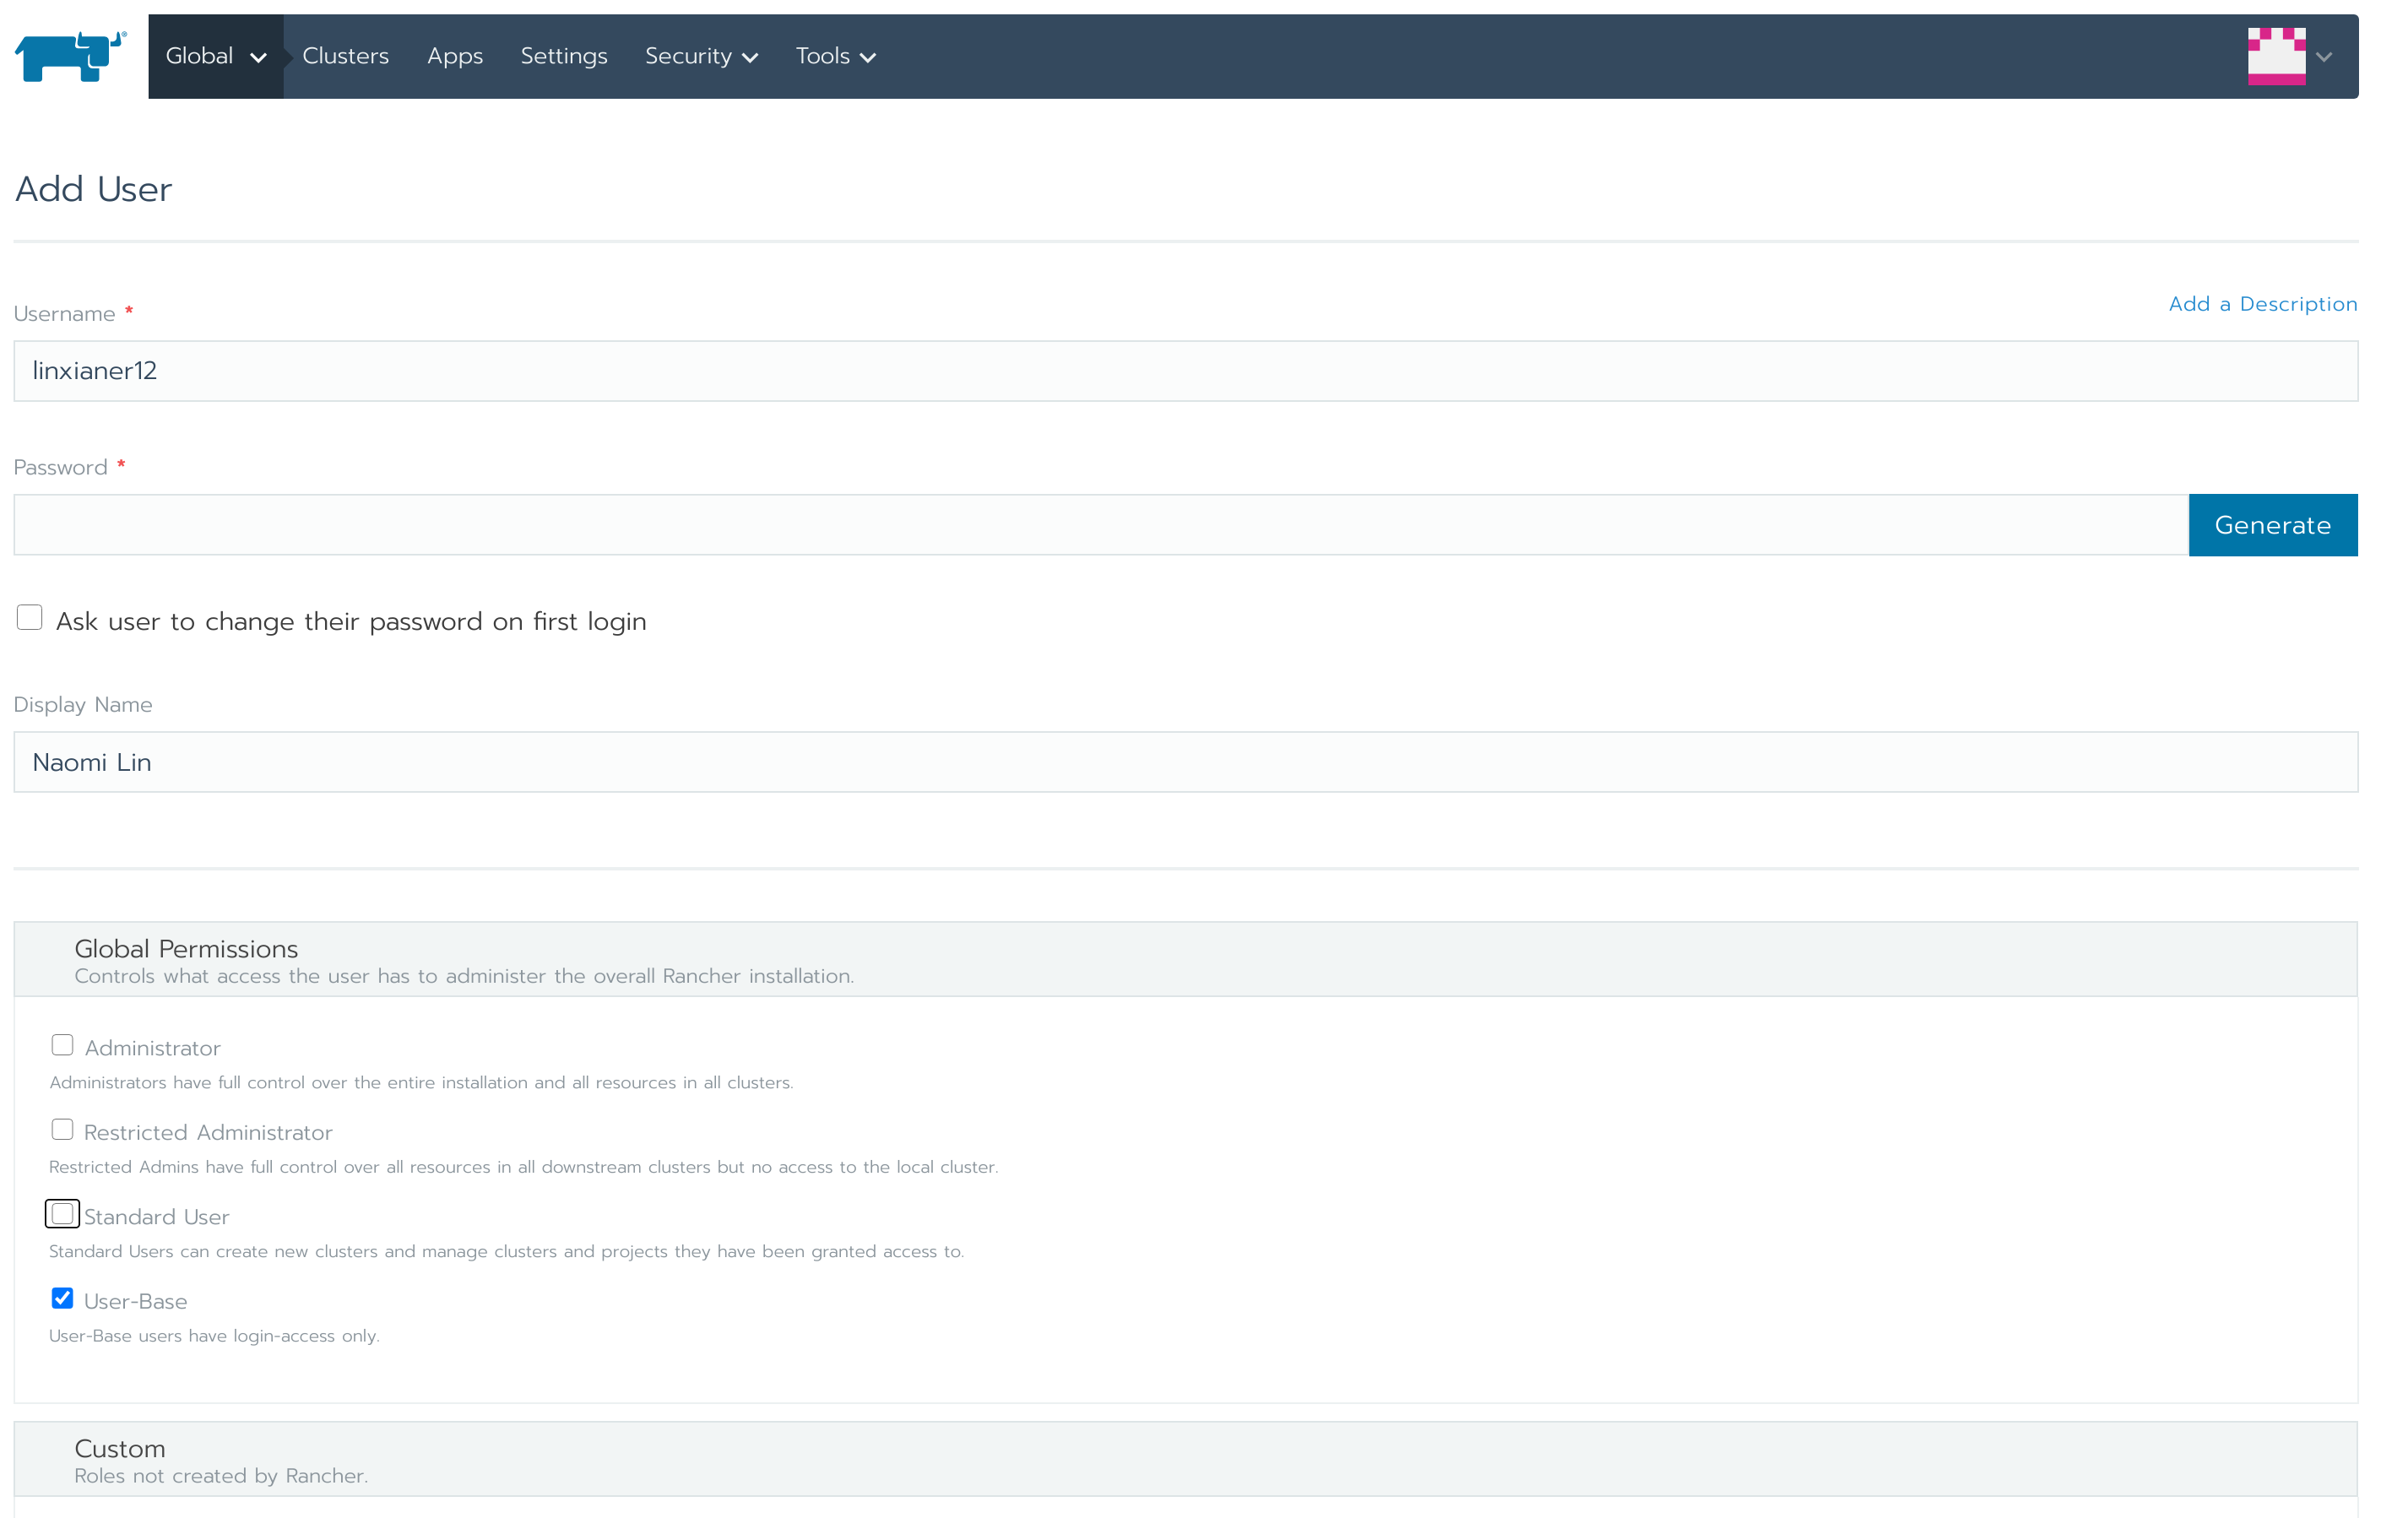 Global Clusters Apps Settings Security Tools
Add User
Username *
Add a Description
linxianer12
Password *
Generate
Ask user to change their password on first login
Display Name
Naomi Lin
Global Permissions
Controls what access the user has to administer the overall Rancher installation.
Administrator
Administrators have full control over the entire installation and all resources in all clusters.
Restricted Administrator
Restricted Admins have full control over all resources in all downstream clusters but no access to the local cluster.
Standard User
Standard Users can create new clusters and manage clusters and projects they have been granted access to.
User-Base
User-Base users have login-access only.
Custom
Roles not created by Rancher.